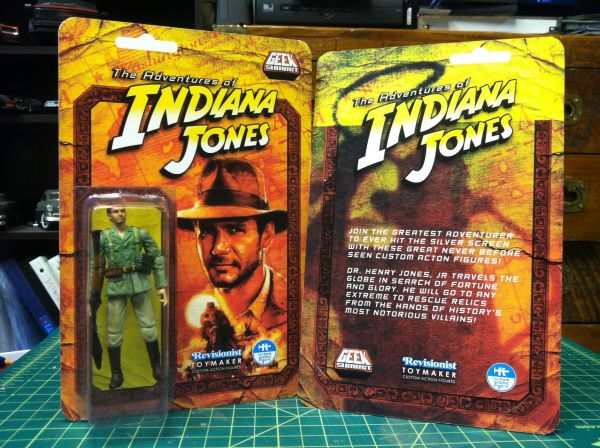 GEEK
SUMMIT
The Adventures of
INDIANA
JONES
Revisionist
TOYMAKER
CUSTOM ACTION FIGURES
The Adventures of
INDIANA
JONES
JOIN THE GREATEST ADVENTURER
TO EVER HIT THE SILVER SCREEN
WITH THESE GREAT NEVER BEFORE
SEEN CUSTOM ACTON FIGURES!
DR. HENRY JONES, JR TRAVELS THE
GLOBE IN SEARCH OF FORTUNE
AND GLORY. HE WILL GO TO ANY
EXTREME TO RESCUE RELICS
FROM THE HANDS OF HISTORY'S
MOST NOTORIOUS VILLAINS!
GEEK
SUMMIT
Revisionist
TOYMAKER
CUSTOM ACTION FIGURES